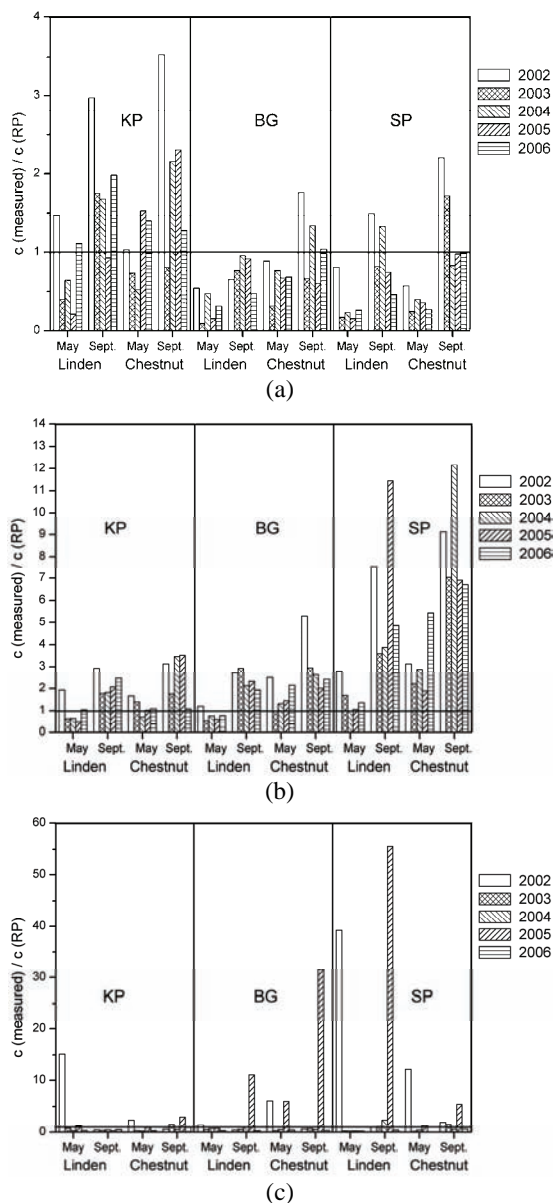 4
3
2
1
0
c (measured) / c (RP)
KP
BG
SP
2002
2003
2004
2005
2006
May Sept. May Sept. May Sept. May Sept. May Sept. May Sept.
Linden Chestnut Linden Chestnut Linden Chestnut
(a)
14
13
12
11
10
9
8
7
6
5
4
3
2
1
0
c (measured) / c (RP)
KP
BG
SP
2002
2003
2004
2005
2006
May Sept. May Sept. May Sept. May Sept. May Sept. May Sept.
Linden Chestnut Linden Chestnut Linden Chestnut
(b)
60
50
40
30
20
10
0
c (measured) / c (RP)
KP
BG
SP
2002
2003
2004
2005
2006
May Sept. May Sept. May Sept. May Sept. May Sept. May Sept.
Linden Chestnut Linden Chestnut Linden Chestnut
(c)